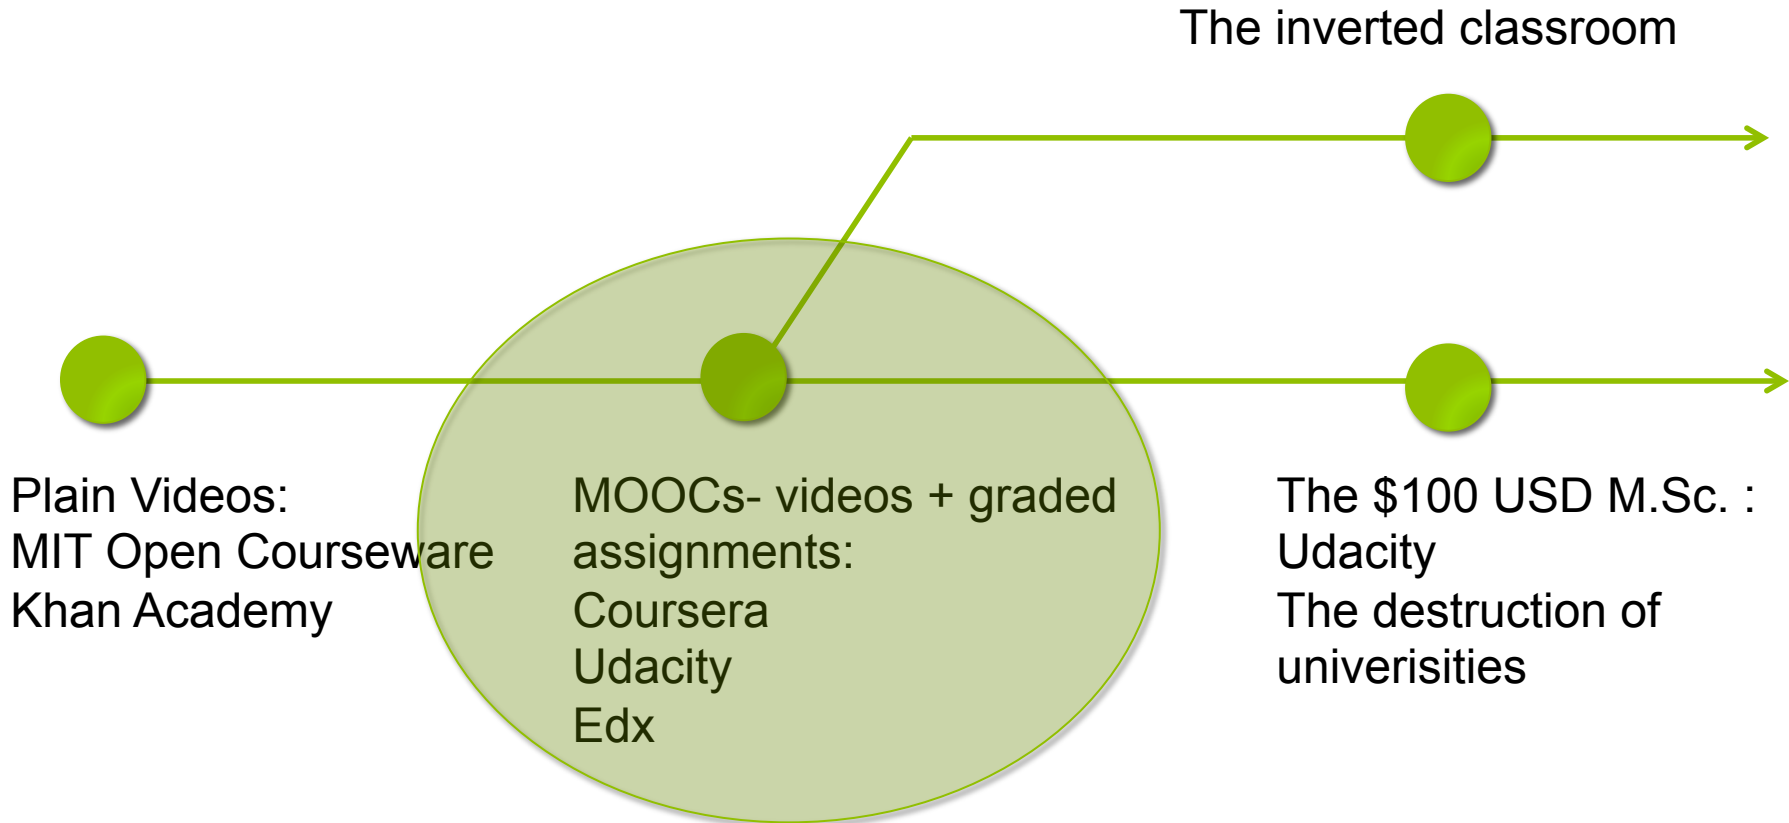 The inverted classroom
Plain Videos:
MIT Open Courseware
Khan Academy
MOOCs- videos + graded
assignments:
Coursera
Udacity
Edx
The $100 USD M.Sc. :
Udacity
The destruction of
univerisities